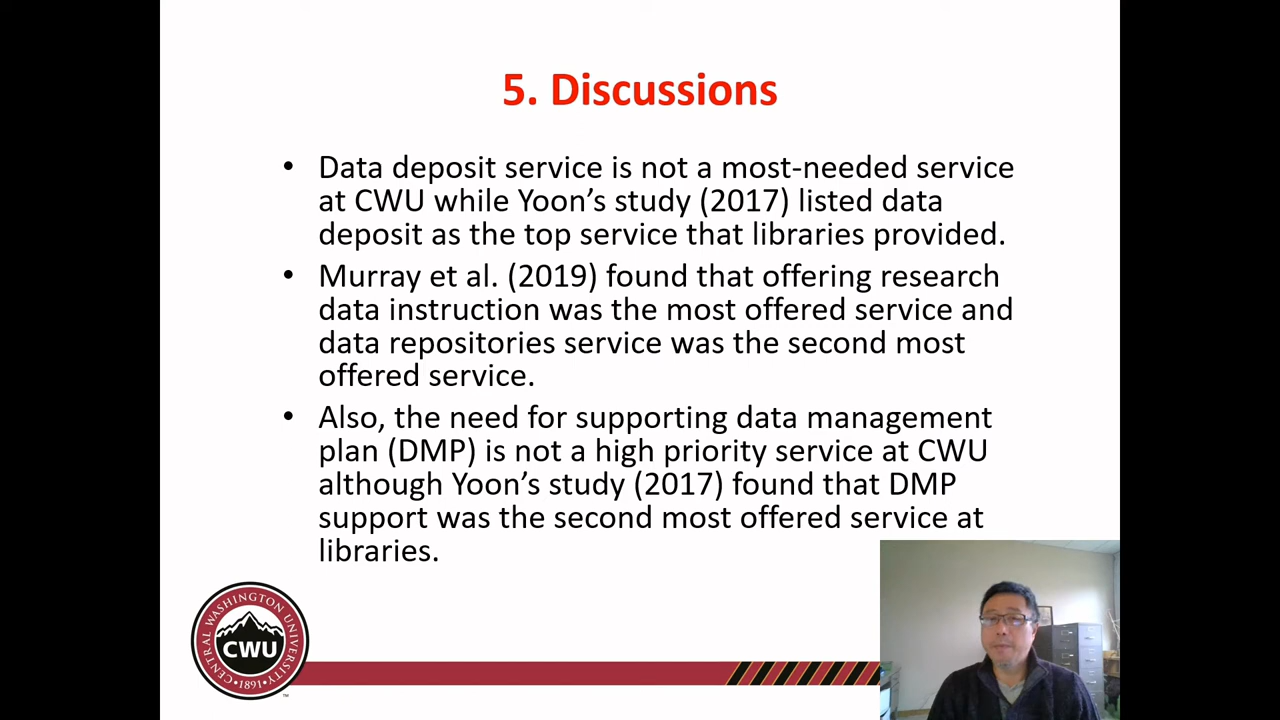 5. Discussions
• Data deposit service is not a most-needed service
at CWU while Yoon’s study (2017) listed data
deposit as the top service that libraries provided.
• Murray et al. (2019) found that offering research
data instruction was the most offered service and
data repositories service was the second most
offered service.
• Also, the need for supporting data management
plan (DMP) is not a high priority service at CWU
although Yoon’s study (2017) found that DMP
support was the second most offered service at
libraries.
CENTRAL WASHINGTON UNIVERSITY
CWU
•1891•
™